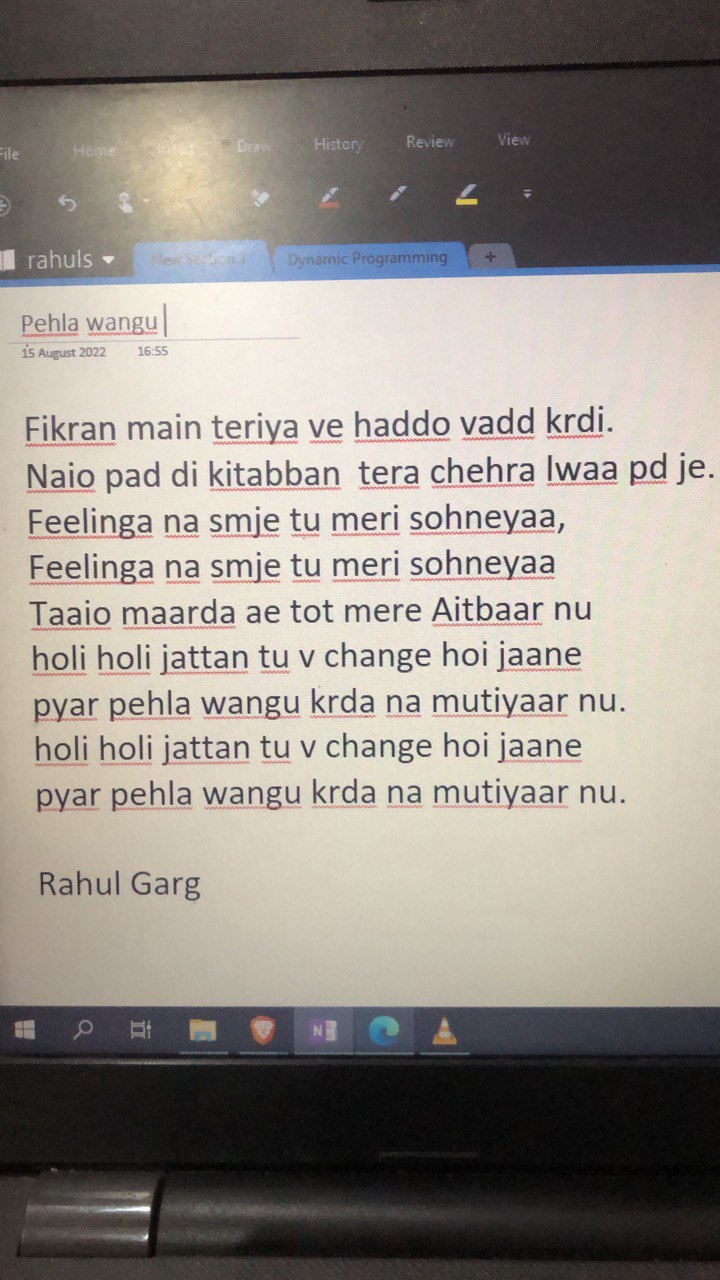 File Home Insert Draw History Review View
rahuls New Section 1 Dynamic Programming +
Pehla wangu
15 August 2022 16:55
Fikran main teriya ve haddo vadd krdi.
Naio pad di kitabban tera chehra lwaa pd je.
Feelinga na smje tu meri sohneyaa,
Feelinga na smje tu meri sohneyaa
Taaio maarda ae tot mere Aitbaar nu
holi holi jattan tu v change hoi jaane
pyar pehla wangu krda na mutiyaar nu.
holi holi jattan tu v change hoi jaane
pyar pehla wangu krda na mutiyaar nu.
Rahul Garg
N